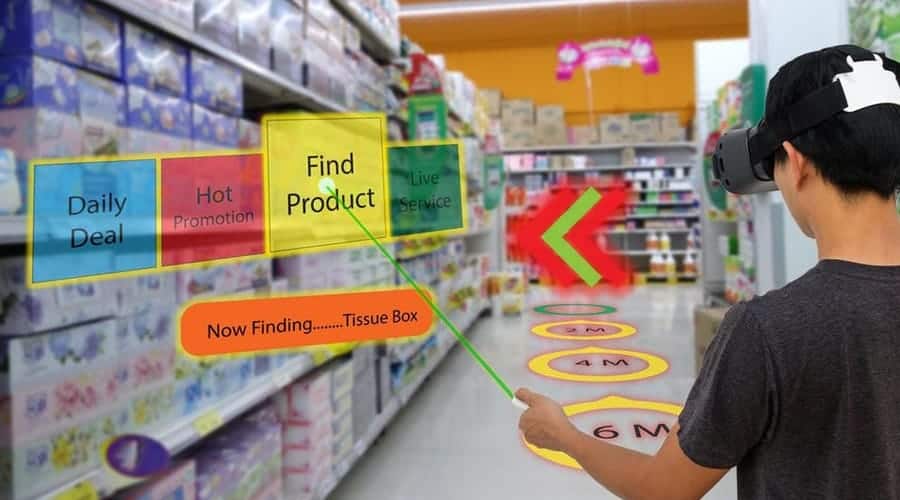 Daily
Deal
Hot
Promotion
Find
Product
Live
Service
Now Finding........Tissue Box
2 M
4 M
6 M